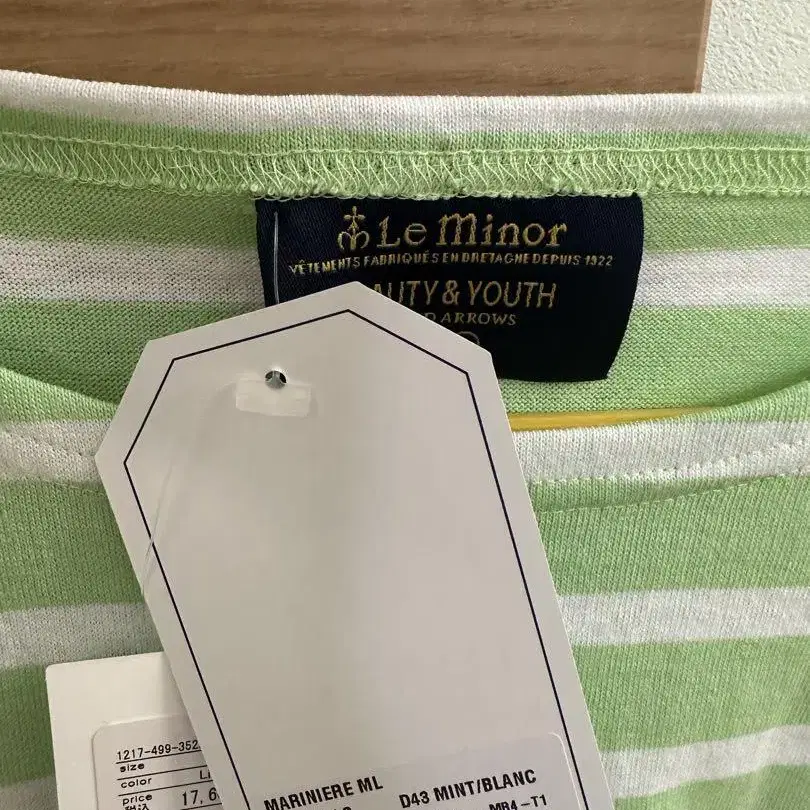 Le Minor
VÊTEMENTS FABRIQUÉS EN BRETAGNE DEPUIS 1922
AUTY & YOUTH
D ARROWS
1217-499-352
size
color
price
17,6
MARINIERE ML
D43 MINT/BLANC
MR4-T1